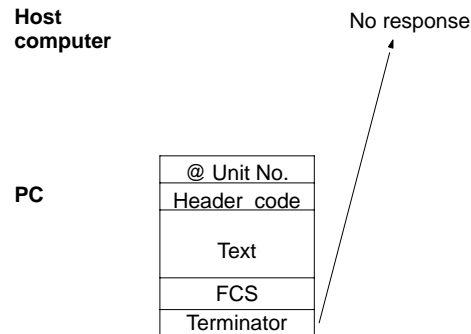 Host
computer
No response
PC
@ Unit No.
Header code
Text
FCS
Terminator